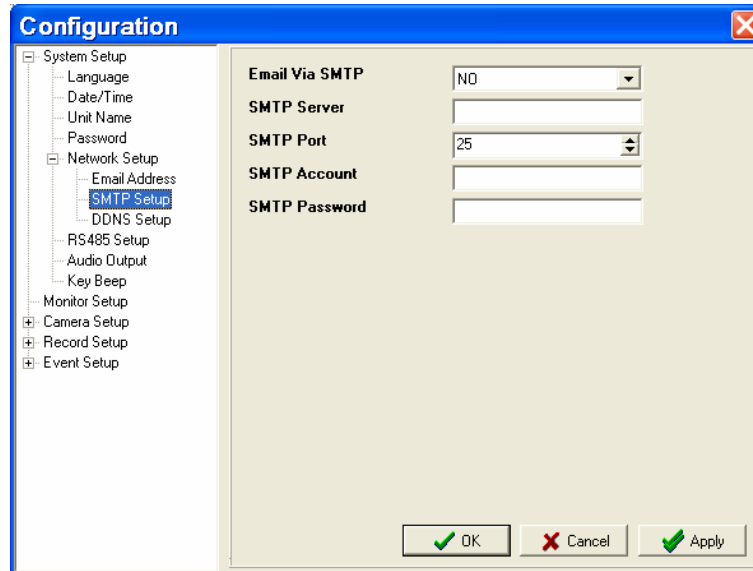 Configuration
System Setup
Language
Date/Time
Unit Name
Password
Network Setup
Email Address
SMTP Setup
DDNS Setup
RS485 Setup
Audio Output
Key Beep
Monitor Setup
Camera Setup
Record Setup
Event Setup
Email Via SMTP NO
SMTP Server
SMTP Port 25
SMTP Account
SMTP Password
OK Cancel Apply